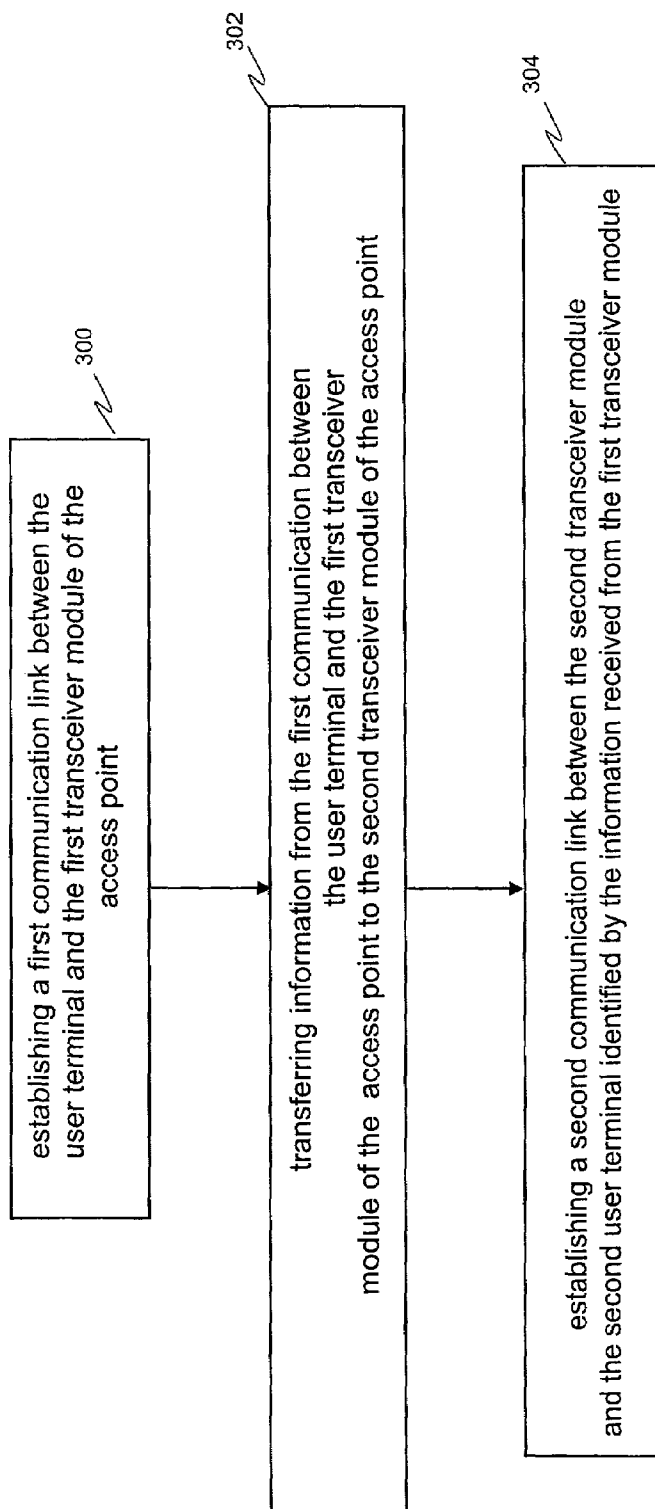 300
establishing a first communication link between the
user terminal and the first transceiver module of the
access point
302
transferring information from the first communication between
the user terminal and the first transceiver
module of the access point to the second transceiver module of the access point
304
establishing a second communication link between the second transceiver module
and the second user terminal identified by the information received from the first transceiver module